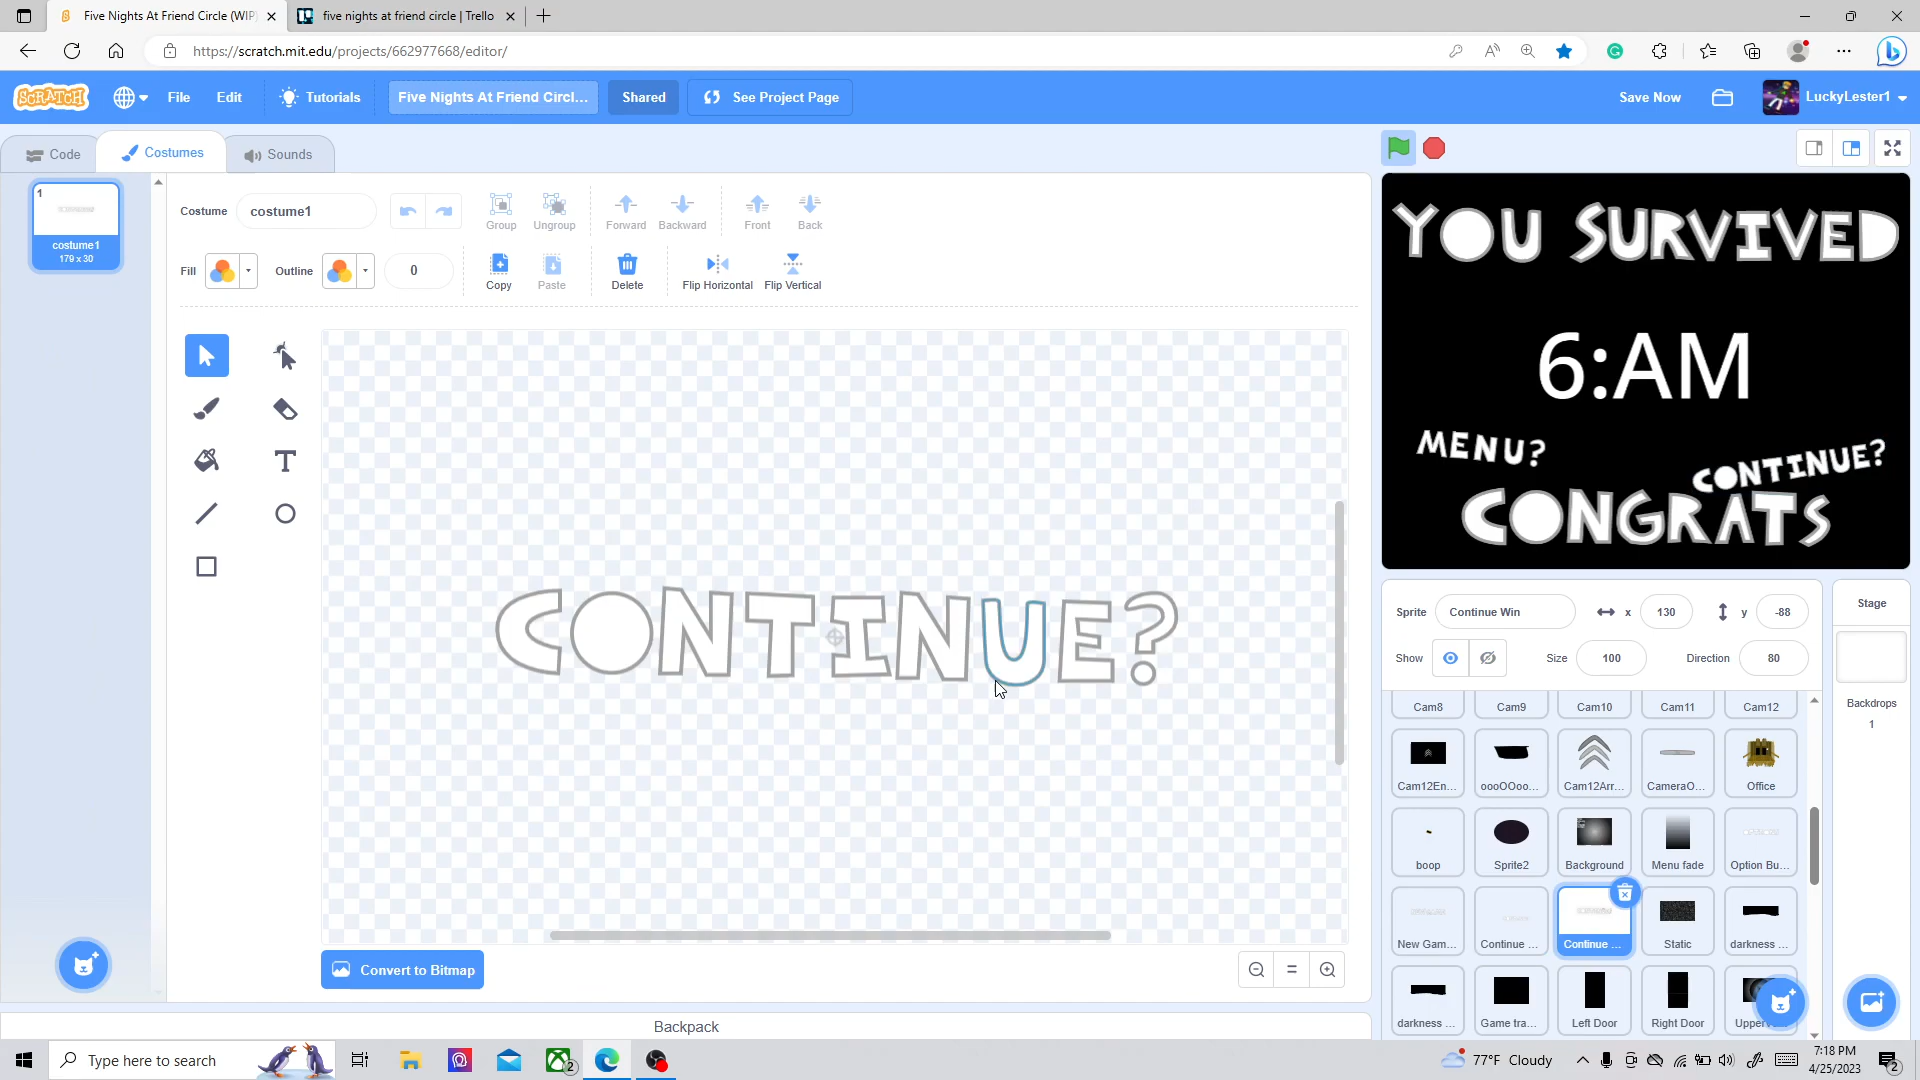 Five Nights At Friend Circle (WIP
five nights at friend circle | Trello
https://scratch.mit.edu/projects/662977668/editor/
SCRATCH
File
Edit
Tutorials
Five Nights At Friend Circl...
Shared
See Project Page
Save Now
LuckyLester1
Code
Costumes
Sounds
1
costume1
179 x 30
Costume
costume1
Group
Ungroup
Forward
Backward
Front
Back
Fill
Outline
0
Copy
Paste
Delete
Flip Horizontal
Flip Vertical
CONTINUE?
Convert to Bitmap
Backpack
YOU SURVIVED
6:AM
MENU?
CONTINUE?
CONGRATS
Sprite
Continue Win
x
130
y
-88
Show
Size
100
Direction
80
Stage
Backdrops
1
Cam8
Cam9
Cam10
Cam11
Cam12
Cam12En...
oooOOoo...
Cam12Arr...
CameraO...
Office
boop
Sprite2
Background
Menu fade
Option Bu...
New Gam...
Continue ...
Continue ...
Static
darkness ...
darkness ...
Game tra...
Left Door
Right Door
Type here to search
2
77°F Cloudy
7:18 PM
4/25/2023
2